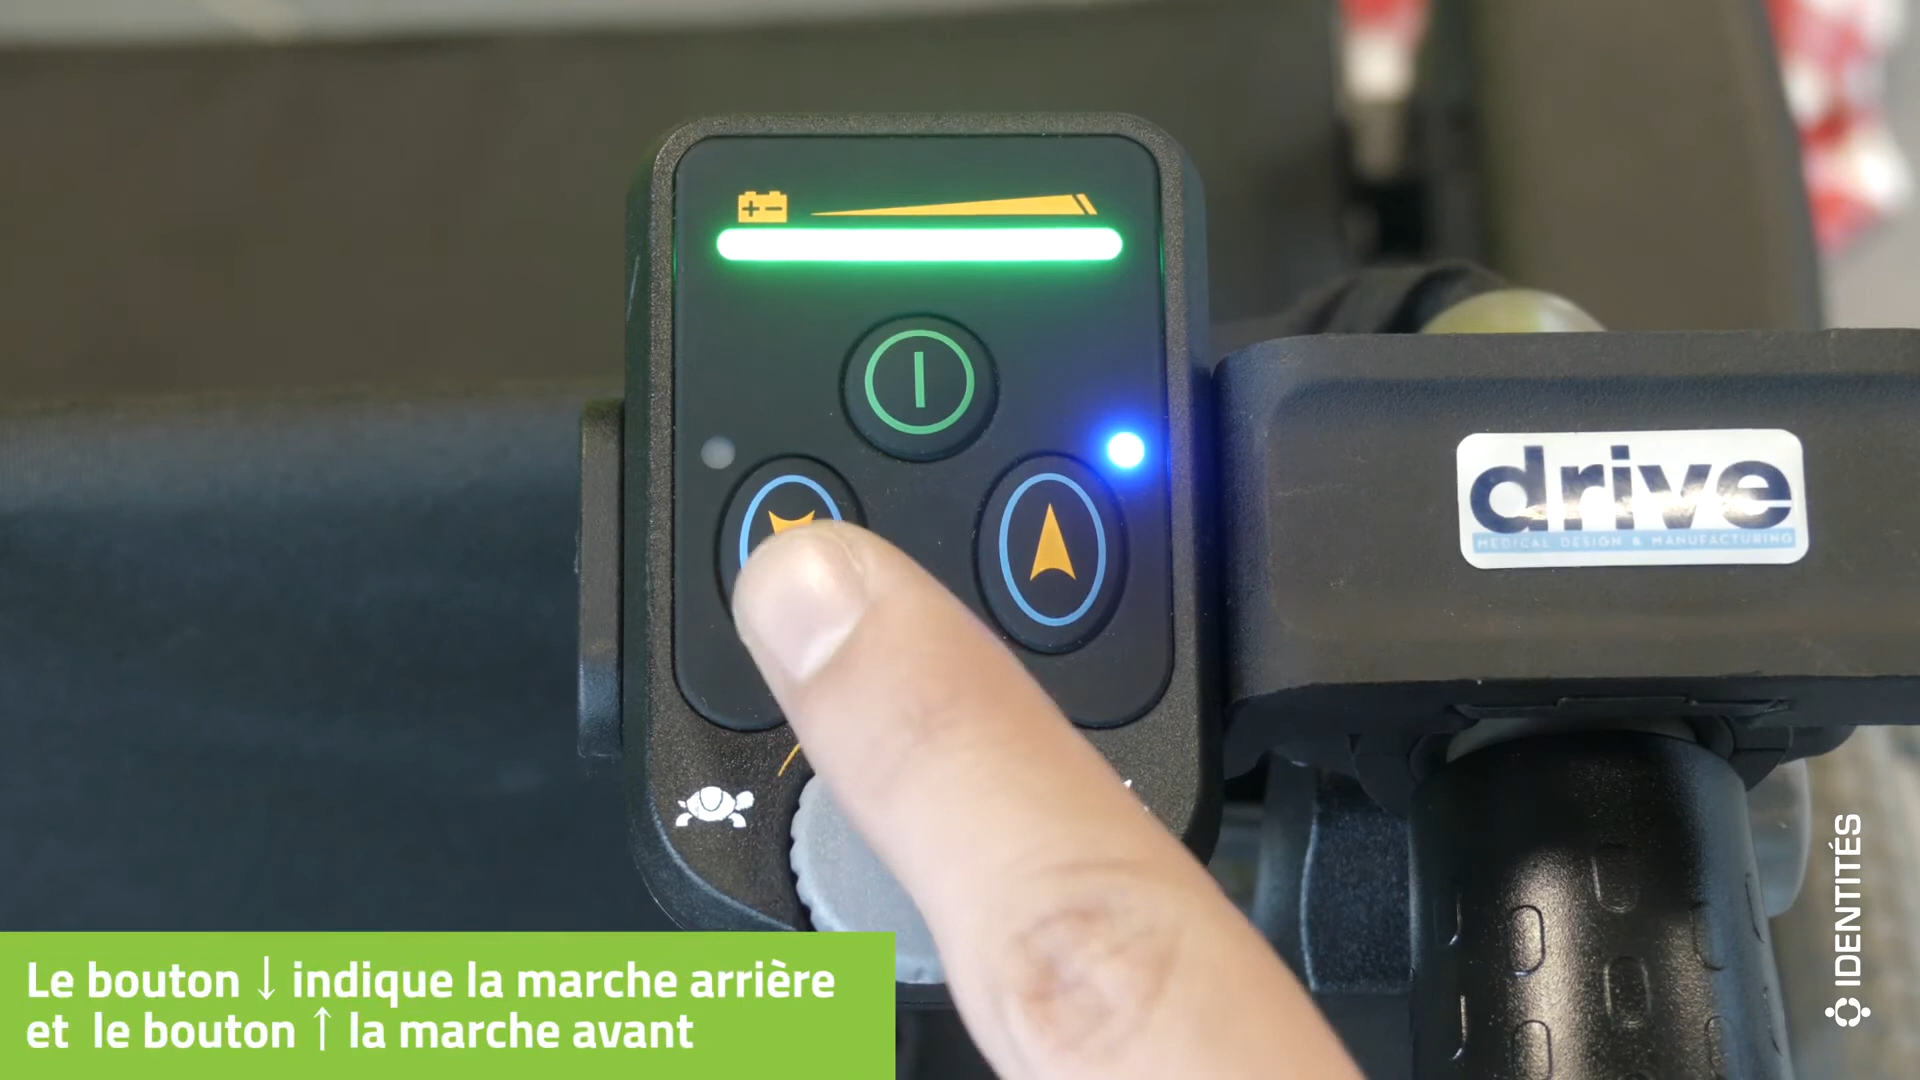 drive
MEDICAL DESIGN & MANUFACTURING
IDENTITÉS
Le bouton ↓ indique la marche arrière
et le bouton ↑ la marche avant